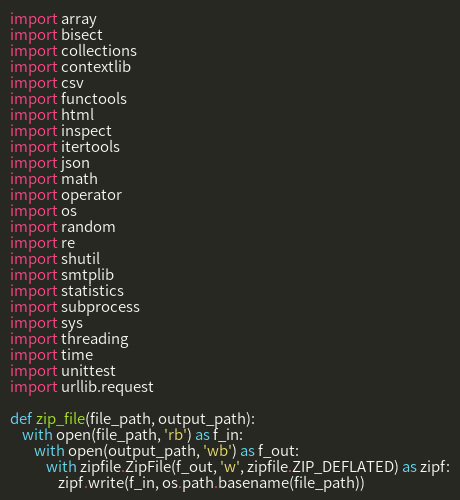 import array
import bisect
import collections
import contextlib
import csv
import functools
import html
import inspect
import itertools
import json
import math
import operator
import os
import random
import re
import shutil
import smtplib
import statistics
import subprocess
import sys
import threading
import time
import unittest
import urllib.request

def zip_file(file_path, output_path):
    with open(file_path, 'rb') as f_in:
        with open(output_path, 'wb') as f_out:
            with zipfile.ZipFile(f_out, 'w', zipfile.ZIP_DEFLATED) as zipf:
                zipf.write(f_in, os.path.basename(file_path))